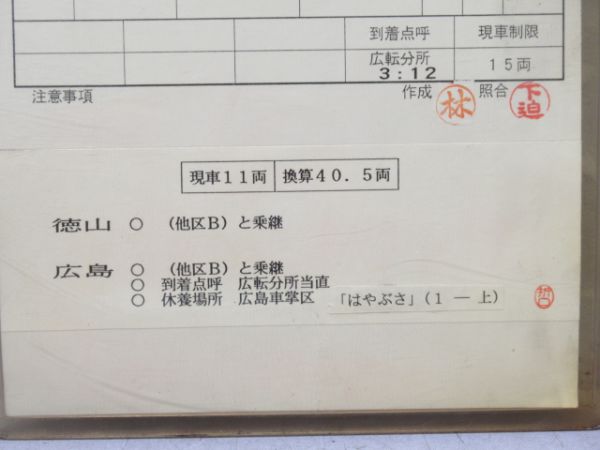 到着点呼 現車制限
広転分所 3:12 15両
注意事項 作成 林 照合 下迫
現車11両 換算40.5両
徳山 ○ (他区B)と乗継
広島 ○ (他区B)と乗継
○ 到着点呼 広転分所当直
○ 休養場所 広島車掌区 「はやぶさ」(1 ― 上)